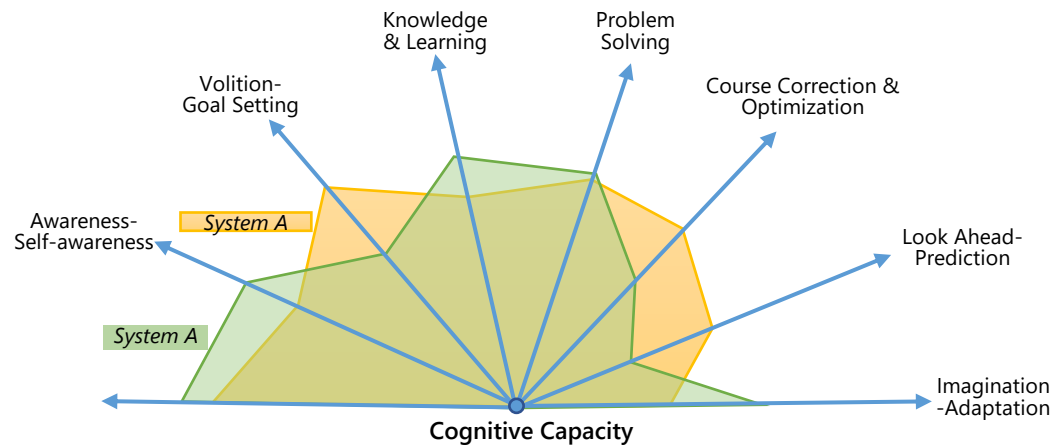 Knowledge
& Learning
Problem
Solving
Volition-
Goal Setting
Course Correction &
Optimization
Awareness-
Self-awareness
System A
Look Ahead-
Prediction
System A
Imagination
-Adaptation
Cognitive Capacity